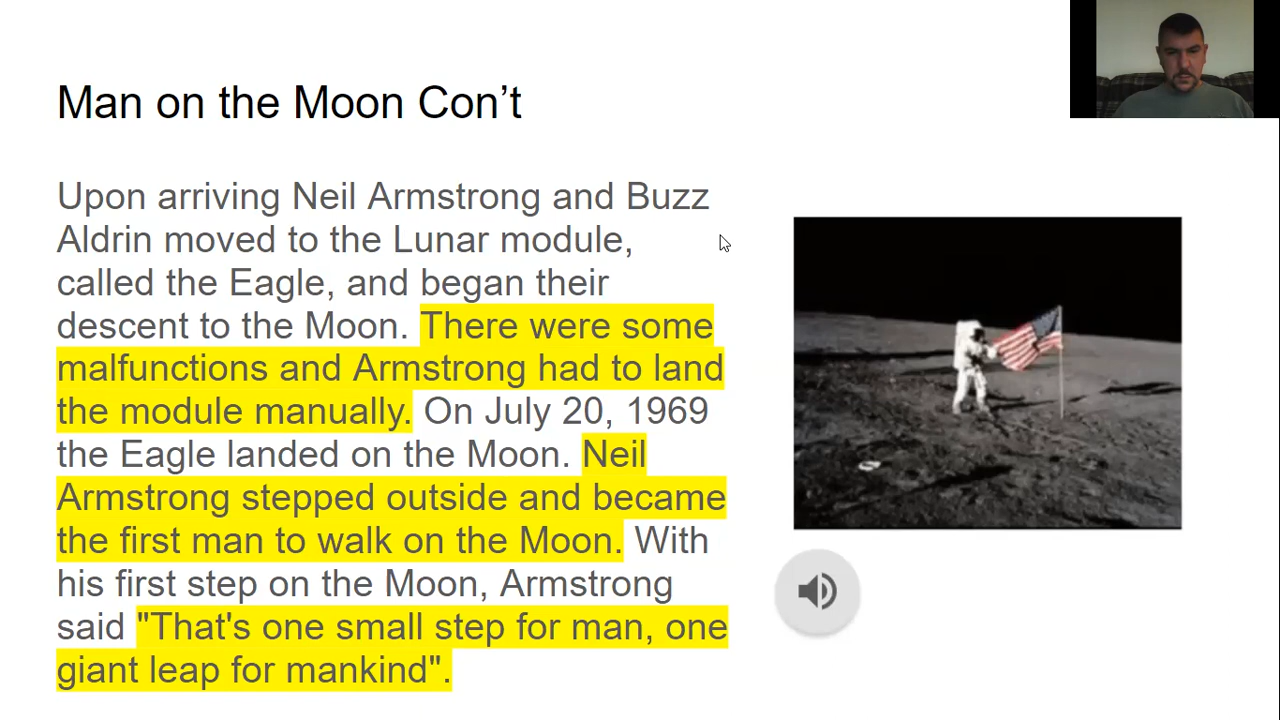 Man on the Moon Con’t
Upon arriving Neil Armstrong and Buzz
Aldrin moved to the Lunar module,
called the Eagle, and began their
descent to the Moon. There were some
malfunctions and Armstrong had to land
the module manually. On July 20, 1969
the Eagle landed on the Moon. Neil
Armstrong stepped outside and became
the first man to walk on the Moon. With
his first step on the Moon, Armstrong
said "That's one small step for man, one
giant leap for mankind".